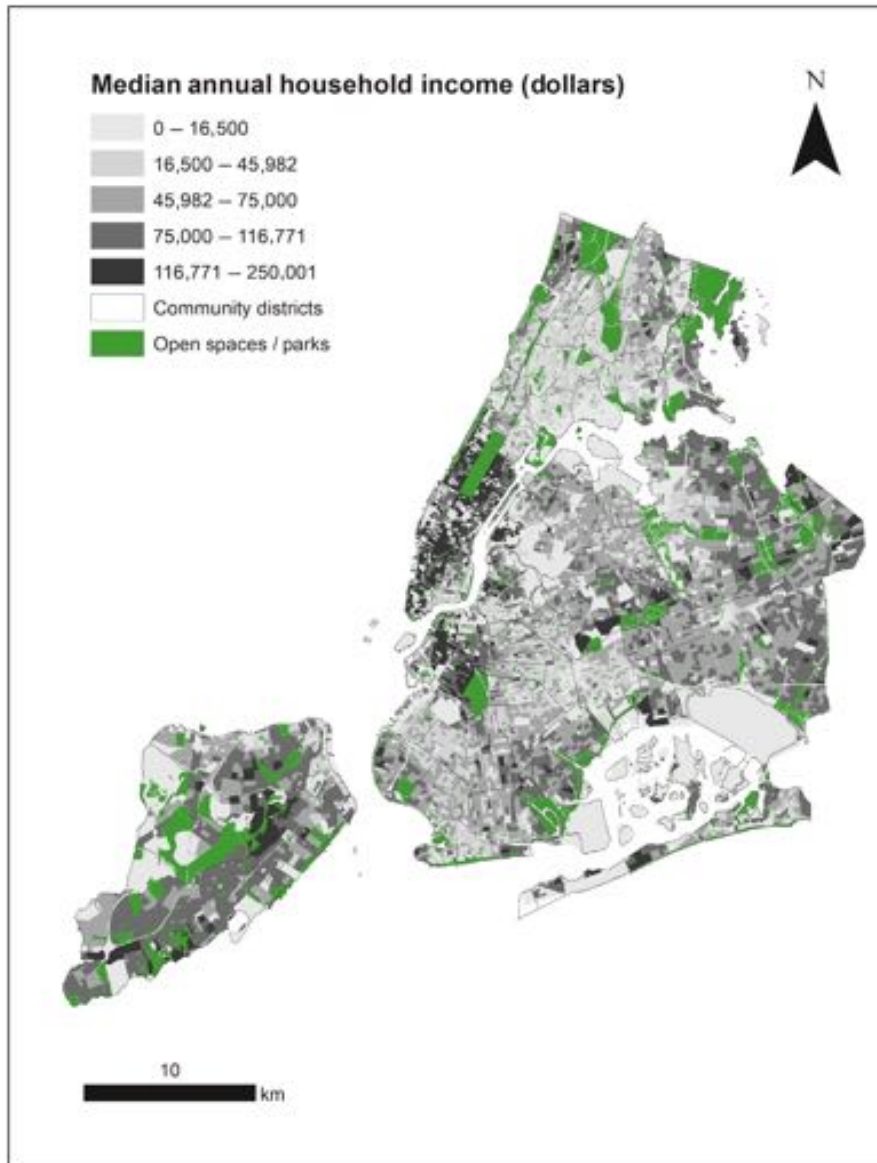 Median annual household income (dollars)
N
0 – 16,500
16,500 – 45,982
45,982 – 75,000
75,000 – 116,771
116,771 – 250,001
Community districts
Open spaces / parks
10
km